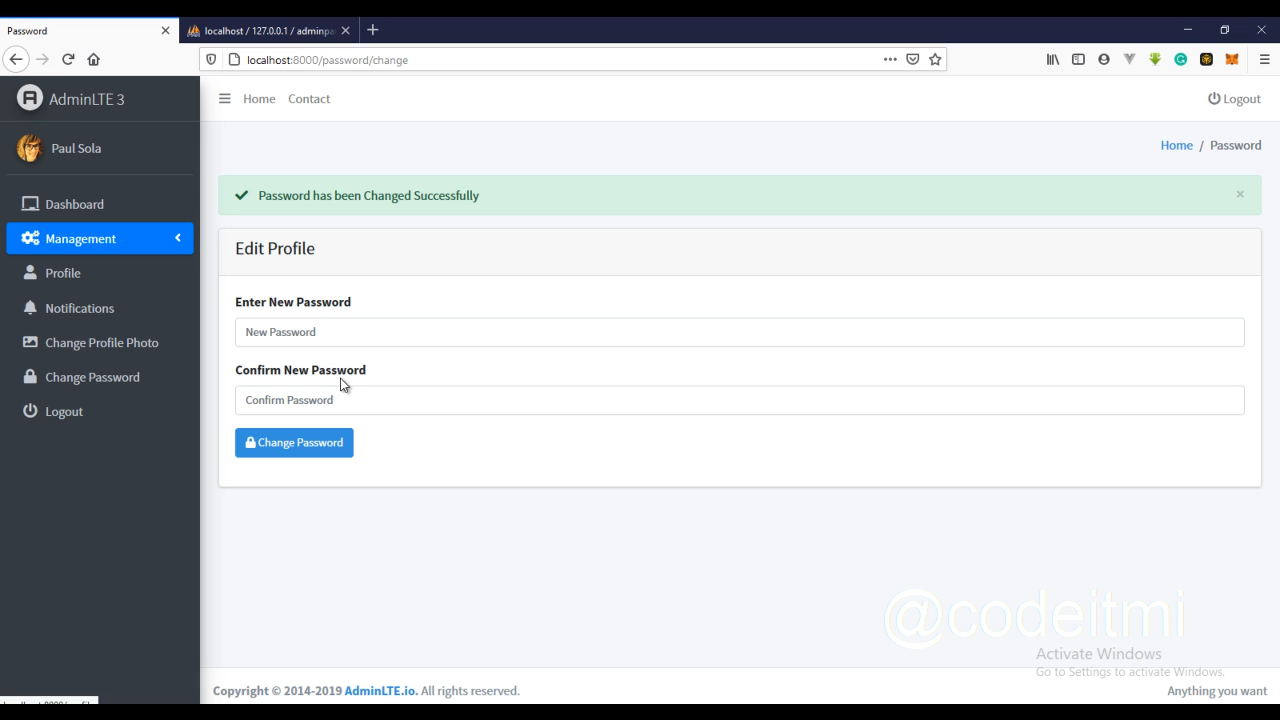 Password
localhost / 127.0.0.1 / adminpa
localhost:8000/password/change
AdminLTE 3
Home
Contact
Logout
Paul Sola
Home / Password
Dashboard
Management
Profile
Notifications
Change Profile Photo
Change Password
Logout
Password has been Changed Successfully
×
Edit Profile
Enter New Password
New Password
Confirm New Password
Confirm Password
Change Password
@codeitmi
Activate Windows
Go to Settings to activate Windows.
Copyright © 2014-2019 AdminLTE.io. All rights reserved.
Anything you want